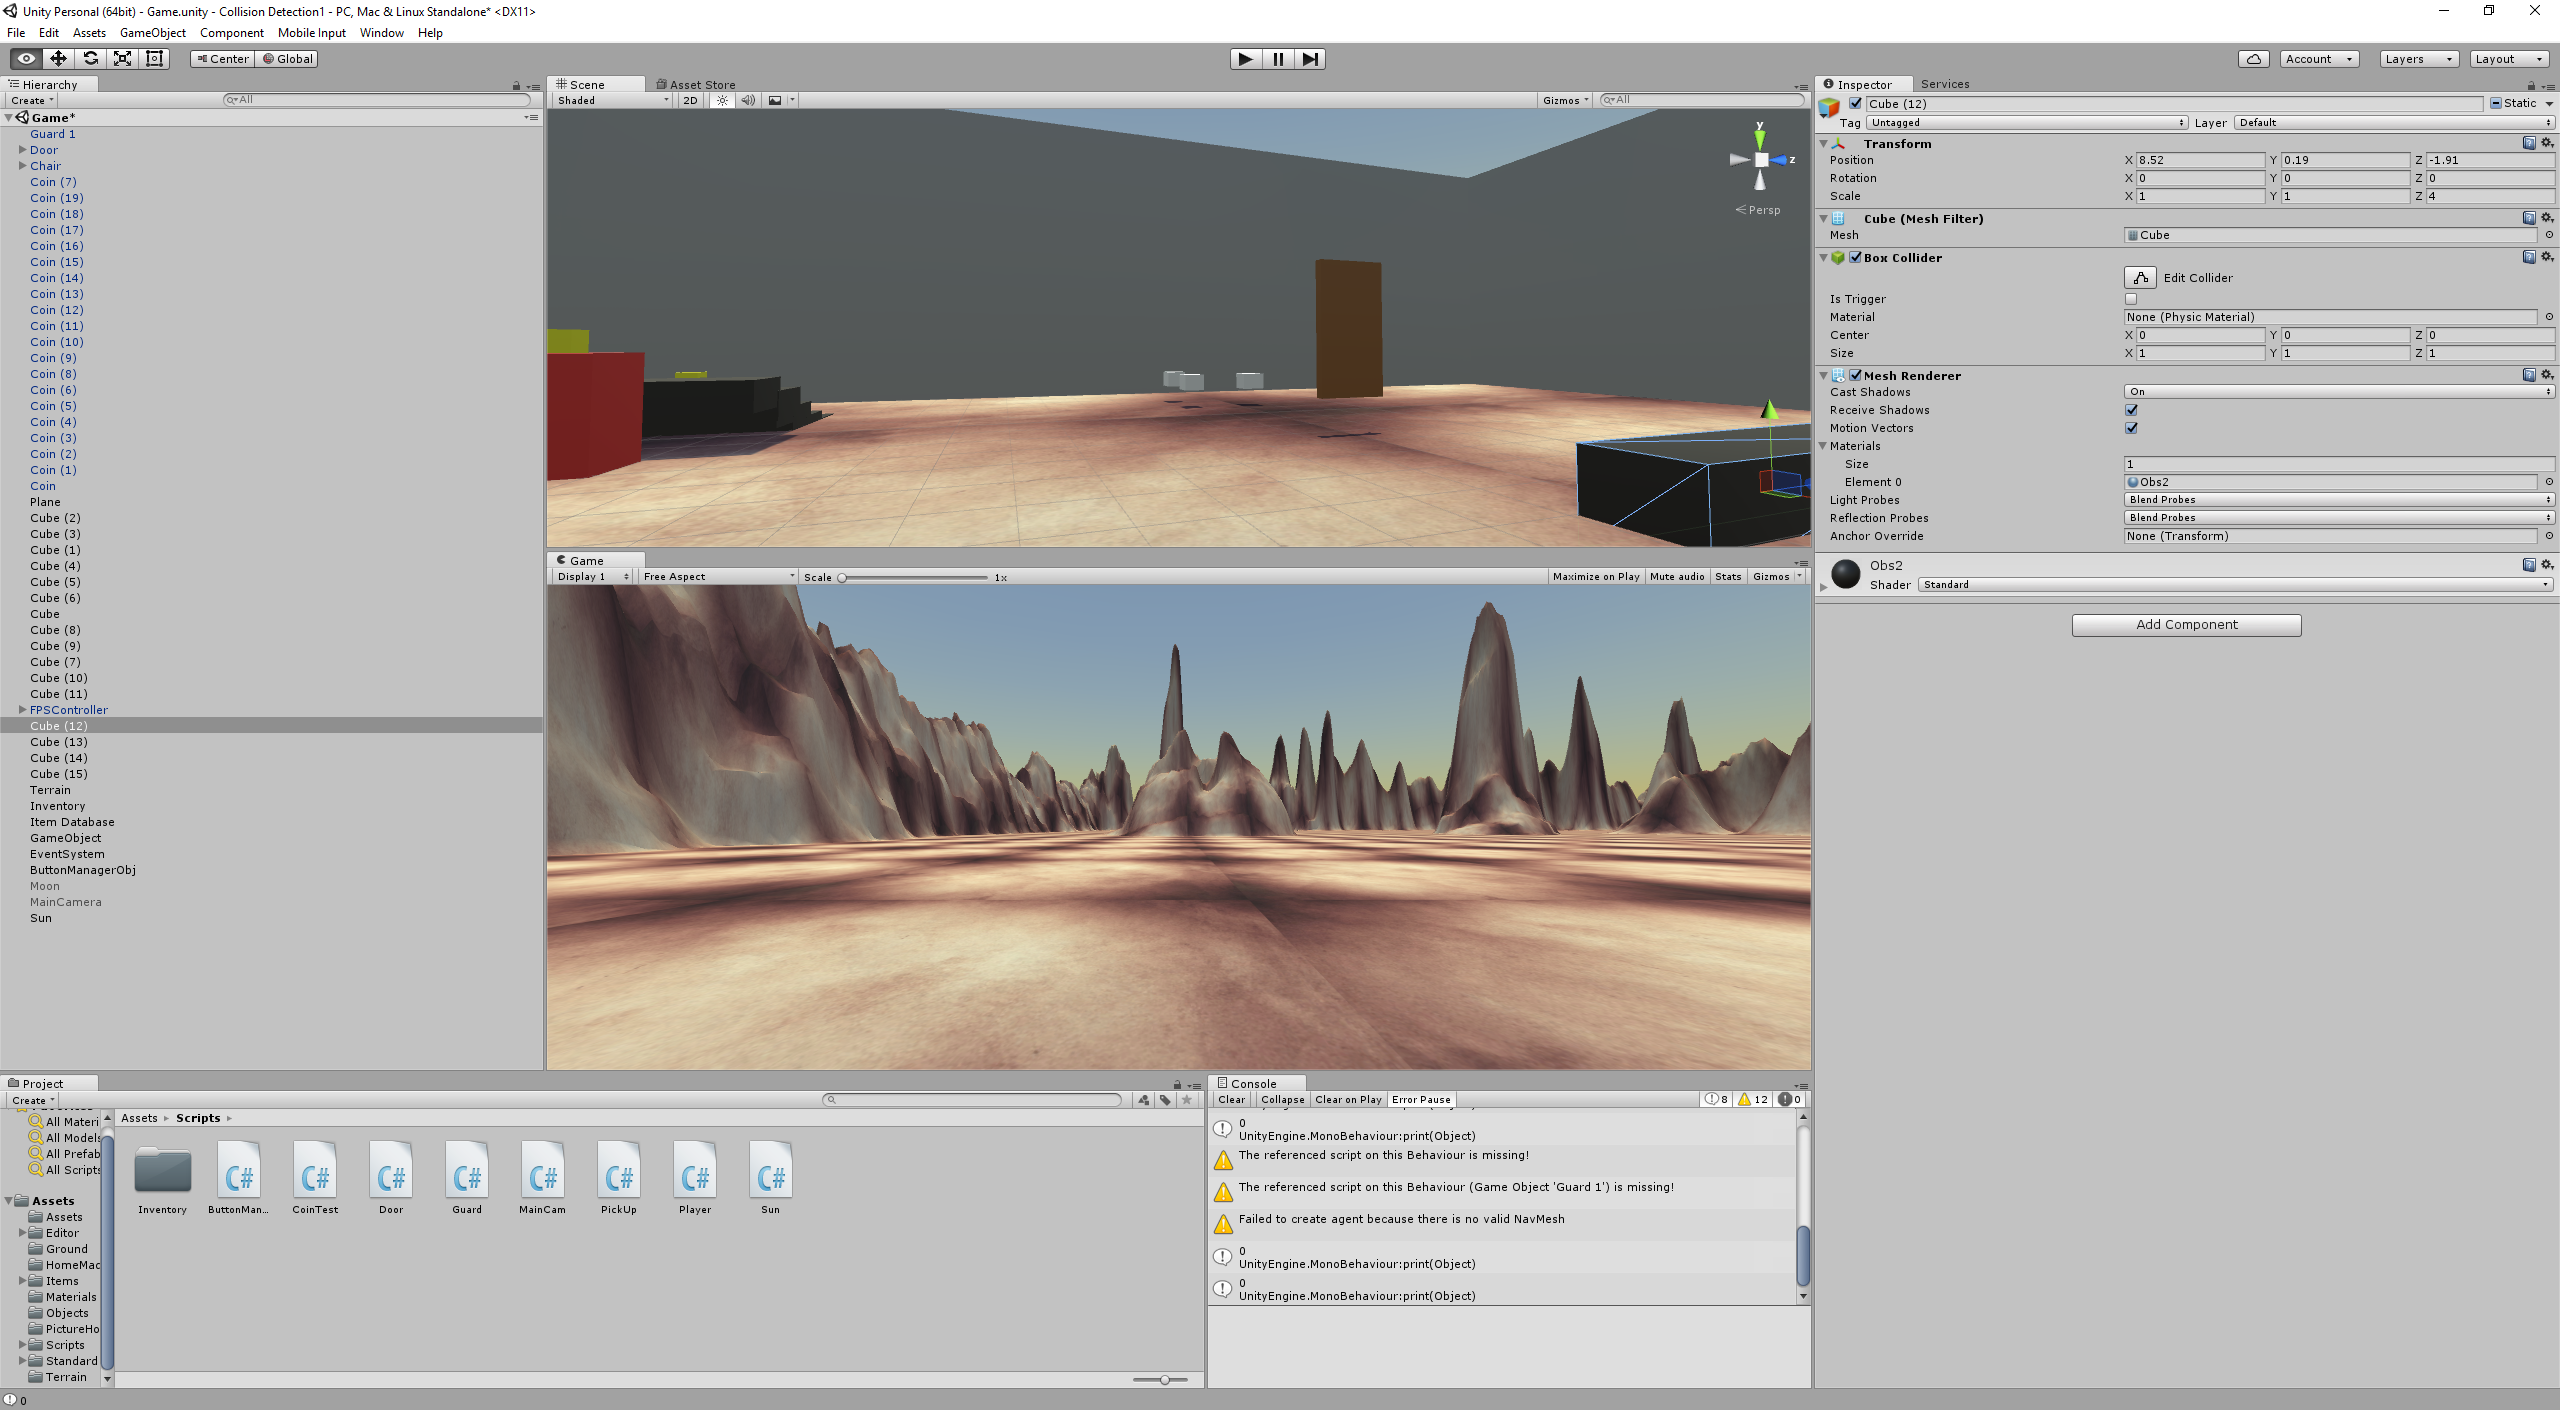 Unity Personal (64bit) - Game.unity - Collision Detection1 - PC, Mac & Linux Standalone* <DX11>
File Edit Assets GameObject Component Mobile Input Window Help
Center Global
Account Layers Layout
Hierarchy
Create All
Game*
Guard 1
Door
Chair
Coin (7)
Coin (19)
Coin (18)
Coin (17)
Coin (16)
Coin (15)
Coin (14)
Coin (13)
Coin (12)
Coin (11)
Coin (10)
Coin (9)
Coin (8)
Coin (6)
Coin (5)
Coin (4)
Coin (3)
Coin (2)
Coin (1)
Coin
Plane
Cube (2)
Cube (3)
Cube (1)
Cube (4)
Cube (5)
Cube (6)
Cube
Cube (8)
Cube (9)
Cube (7)
Cube (10)
Cube (11)
FPSController
Cube (12)
Cube (13)
Cube (14)
Cube (15)
Terrain
Inventory
Item Database
GameObject
EventSystem
ButtonManagerObj
Moon
MainCamera
Sun
Scene Asset Store
Shaded 2D Gizmos All
y
z
Persp
Game
Display 1 Free Aspect Scale 1x Maximize on Play Mute audio Stats Gizmos
Inspector Services
Cube (12) Static
Tag Untagged Layer Default
Transform
Position X 8.52 Y 0.19 Z -1.91
Rotation X 0 Y 0 Z 0
Scale X 1 Y 1 Z 4
Cube (Mesh Filter)
Mesh Cube
Box Collider
Edit Collider
Is Trigger
Material None (Physic Material)
Center X 0 Y 0 Z 0
Size X 1 Y 1 Z 1
Mesh Renderer
Cast Shadows On
Receive Shadows
Motion Vectors
Materials
Size 1
Element 0 Obs2
Light Probes Blend Probes
Reflection Probes Blend Probes
Anchor Override None (Transform)
Obs2
Shader Standard
Add Component
Project
Create
All Materi
All Models
All Prefab
All Scripts
Assets
Assets
Editor
Ground
HomeMac
Items
Materials
Objects
PictureHo
Scripts
Standard
Terrain
Assets Scripts
Inventory ButtonMan... CoinTest Door Guard MainCam PickUp Player Sun
Console
Clear Collapse Clear on Play Error Pause 8 12 0
0
UnityEngine.MonoBehaviour:print(Object)
The referenced script on this Behaviour is missing!
The referenced script on this Behaviour (Game Object 'Guard 1') is missing!
Failed to create agent because there is no valid NavMesh
0
UnityEngine.MonoBehaviour:print(Object)
0
UnityEngine.MonoBehaviour:print(Object)
0